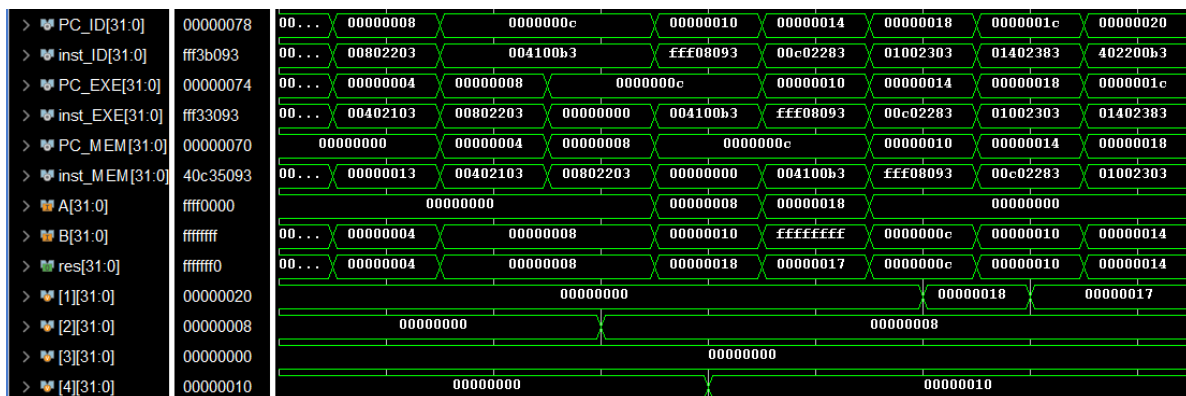 PC_ID[31:0] 00000078 00... 00000008 0000000c 00000010 00000014 00000018 0000001c 00000020
inst_ID[31:0] fff3b093 00... 00802203 004100b3 fff08093 00c02283 01002303 01402383 402200b3
PC_EXE[31:0] 00000074 00... 00000004 00000008 0000000c 00000010 00000014 00000018 0000001c
inst_EXE[31:0] fff33093 00... 00402103 00802203 00000000 004100b3 fff08093 00c02283 01002303 01402383
PC_MEM[31:0] 00000070 00000000 00000004 00000008 0000000c 00000010 00000014 00000018
inst_MEM[31:0] 40c35093 00... 00000013 00402103 00802203 00000000 004100b3 fff08093 00c02283 01002303
A[31:0] ffff0000 00000000 00000008 00000018 00000000
B[31:0] ffffffff 00... 00000004 00000008 00000010 ffffffff 0000000c 00000010 00000014
res[31:0] fffffff0 00... 00000004 00000008 00000018 00000017 0000000c 00000010 00000014
[1][31:0] 00000020 00000000 00000018 00000017
[2][31:0] 00000008 00000000 00000008
[3][31:0] 00000000 00000000
[4][31:0] 00000010 00000000 00000010